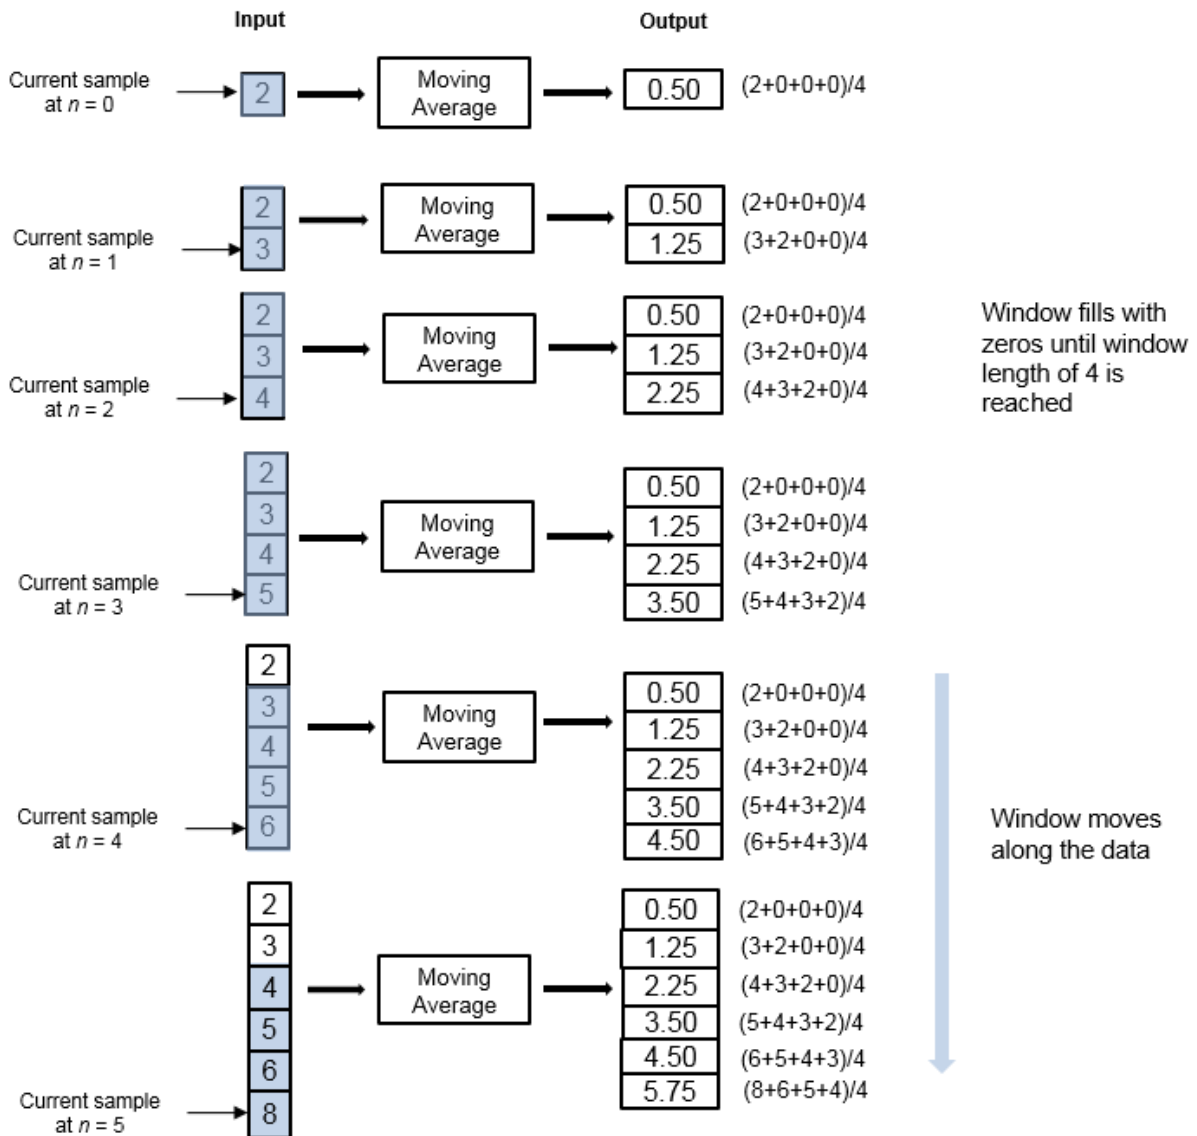 Input
Output
Current sample
at n = 0
2
Moving
Average
0.50
(2+0+0+0)/4
2
3
Current sample
at n = 1
Moving
Average
0.50
(2+0+0+0)/4
1.25
(3+2+0+0)/4
2
3
4
Current sample
at n = 2
Moving
Average
0.50
(2+0+0+0)/4
1.25
(3+2+0+0)/4
2.25
(4+3+2+0)/4
Window fills with
zeros until window
length of 4 is
reached
2
3
4
5
Current sample
at n = 3
Moving
Average
0.50
(2+0+0+0)/4
1.25
(3+2+0+0)/4
2.25
(4+3+2+0)/4
3.50
(5+4+3+2)/4
2
3
4
5
6
Current sample
at n = 4
Moving
Average
0.50
(2+0+0+0)/4
1.25
(3+2+0+0)/4
2.25
(4+3+2+0)/4
3.50
(5+4+3+2)/4
4.50
(6+5+4+3)/4
Window moves
along the data
2
3
4
5
6
8
Current sample
at n = 5
Moving
Average
0.50
(2+0+0+0)/4
1.25
(3+2+0+0)/4
2.25
(4+3+2+0)/4
3.50
(5+4+3+2)/4
4.50
(6+5+4+3)/4
5.75
(8+6+5+4)/4